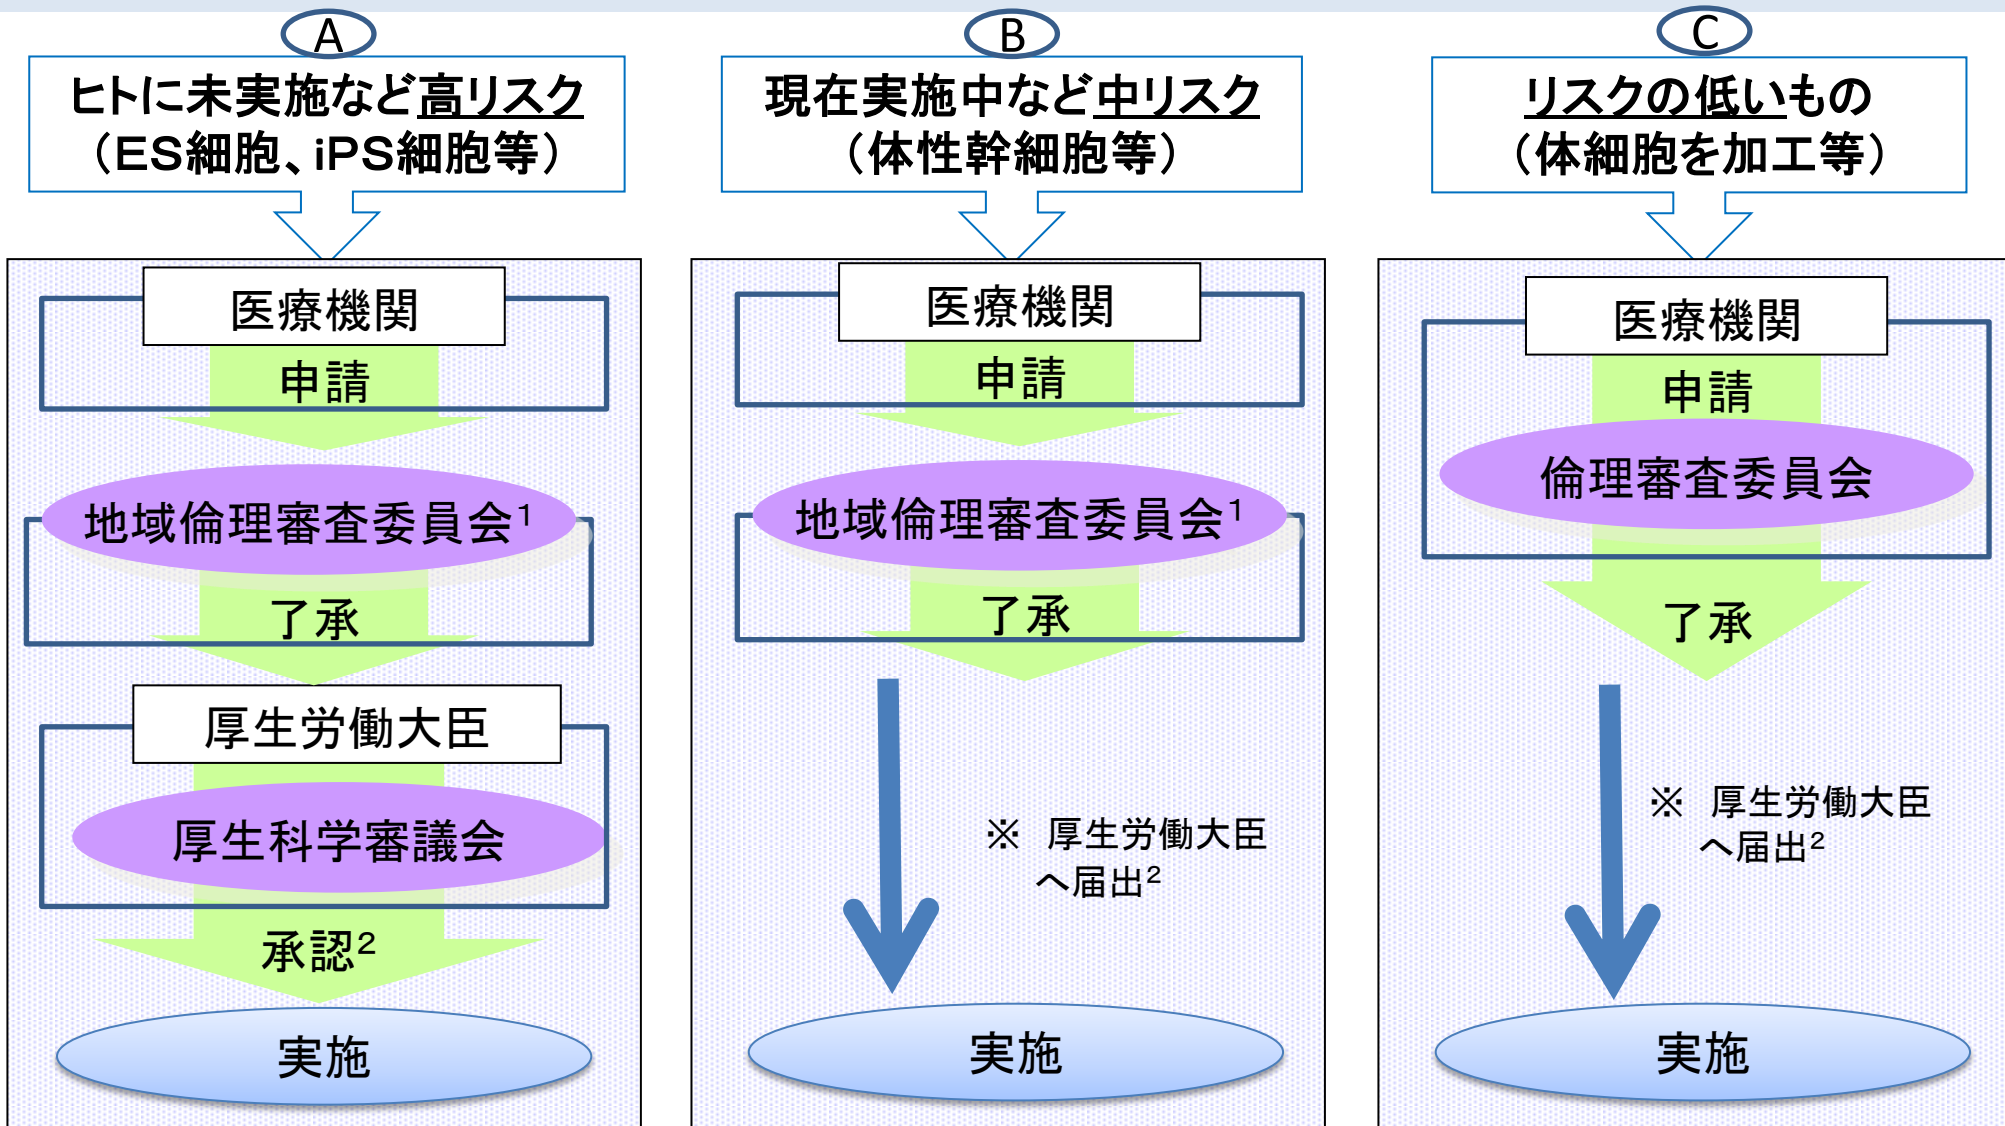 A
ヒトに未実施など高リスク
（ES細胞、iPS細胞等）
医療機関
申請
地域倫理審査委員会1
了承
厚生労働大臣
厚生科学審議会
承認2
実施
B
現在実施中など中リスク
（体性幹細胞等）
医療機関
申請
地域倫理審査委員会1
了承
※ 厚生労働大臣
へ届出2
実施
C
リスクの低いもの
（体細胞を加工等）
医療機関
申請
倫理審査委員会
了承
※ 厚生労働大臣
へ届出2
実施